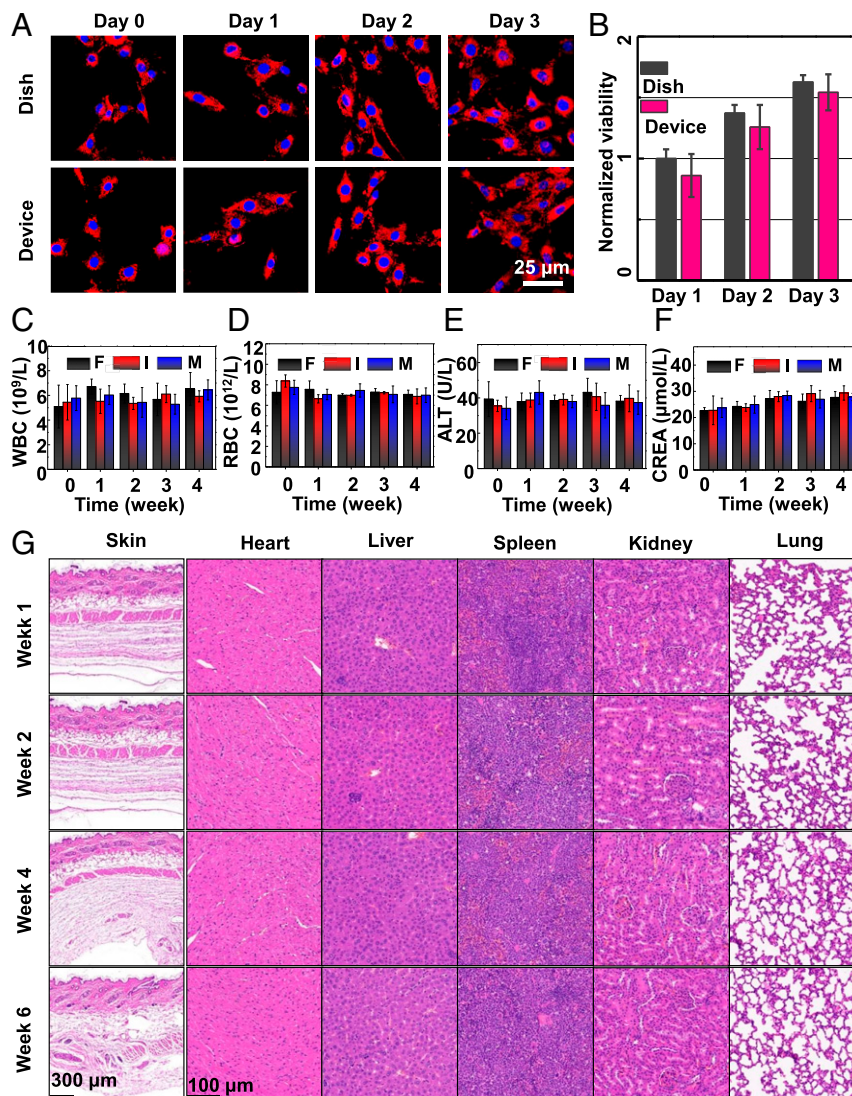 A
Day 0 Day 1 Day 2 Day 3
Dish
Device
25 µm
B
Normalized viability
2
1
0
Dish
Device
Day 1 Day 2 Day 3
C
WBC (10⁹/L)
10
8
6
4
2
0
F I M
0 1 2 3 4
Time (week)
D
RBC (10¹²/L)
12
10
8
6
4
2
0
F I M
0 1 2 3 4
Time (week)
E
ALT (U/L)
60
40
20
0
F I M
0 1 2 3 4
Time (week)
F
CREA (µmol/L)
40
30
20
10
0
F I M
0 1 2 3 4
Time (week)
G
Skin Heart Liver Spleen Kidney Lung
Wekk 1
Week 2
Week 4
Week 6
300 µm
100 µm